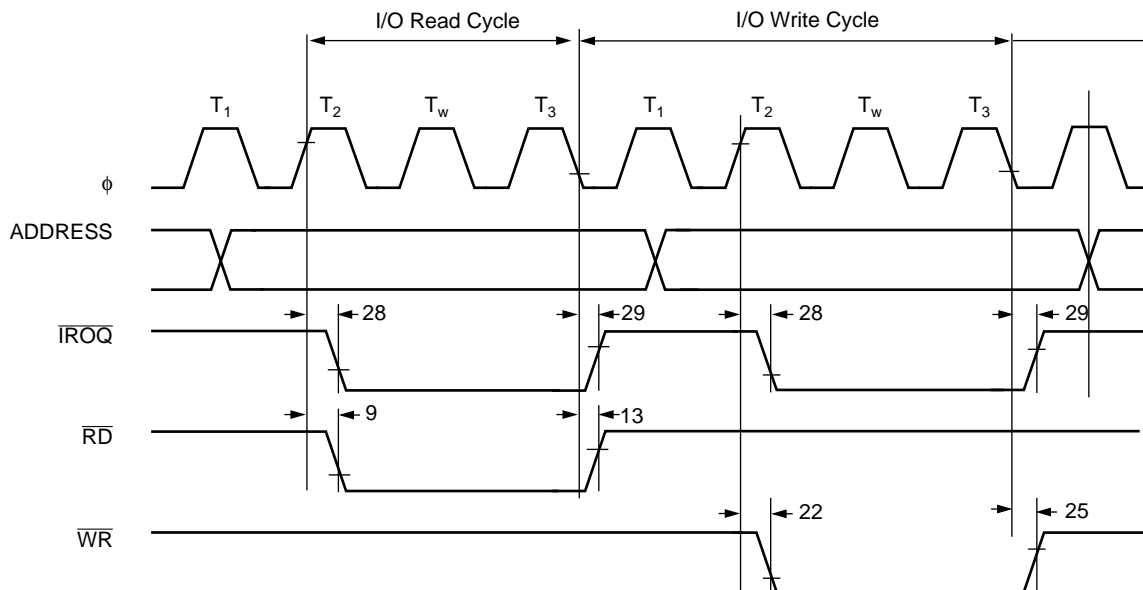 I/O Read Cycle I/O Write Cycle
T1 T2 Tw T3 T1 T2 Tw T3
ϕ
ADDRESS
28 29 28 29
IROQ
9 13
RD
22 25
WR